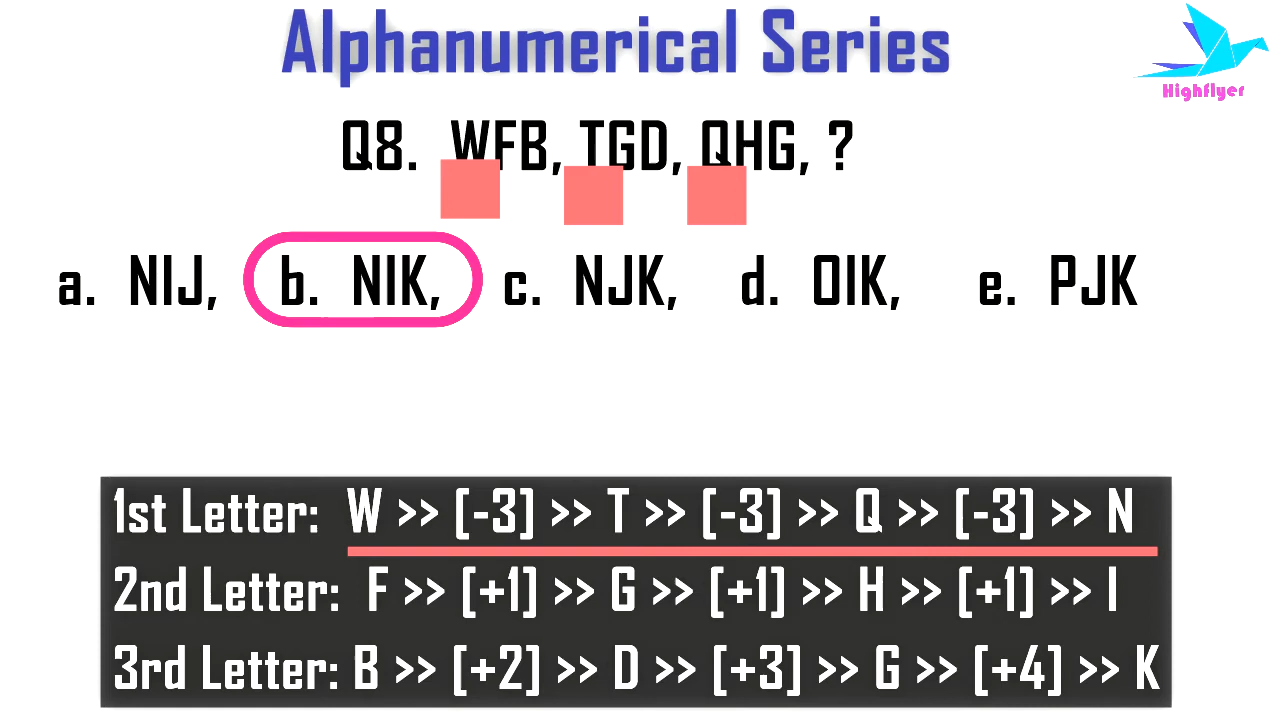 Alphanumerical Series
Highflyer
Q8. WFB, TGD, QHG, ?
a. NIJ, b. NIK, c. NJK, d. OIK, e. PJK
1st Letter: W >> [-3] >> T >> [-3] >> Q >> [-3] >> N
2nd Letter: F >> [+1] >> G >> [+1] >> H >> [+1] >> I
3rd Letter: B >> [+2] >> D >> [+3] >> G >> [+4] >> K